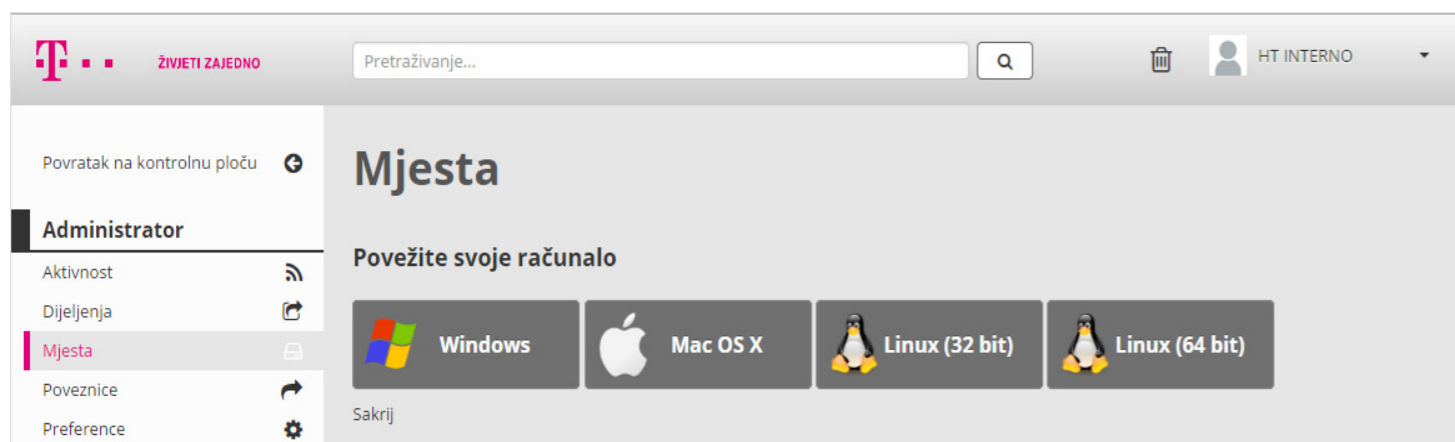 T
ŽIVJETI ZAJEDNO
Pretraživanje...
HT INTERNO
Povratak na kontrolnu ploču
Administrator
Aktivnost
Dijeljenja
Mjesta
Poveznice
Preference
Mjesta
Povežite svoje računalo
Windows
Mac OS X
Linux (32 bit)
Linux (64 bit)
Sakrij